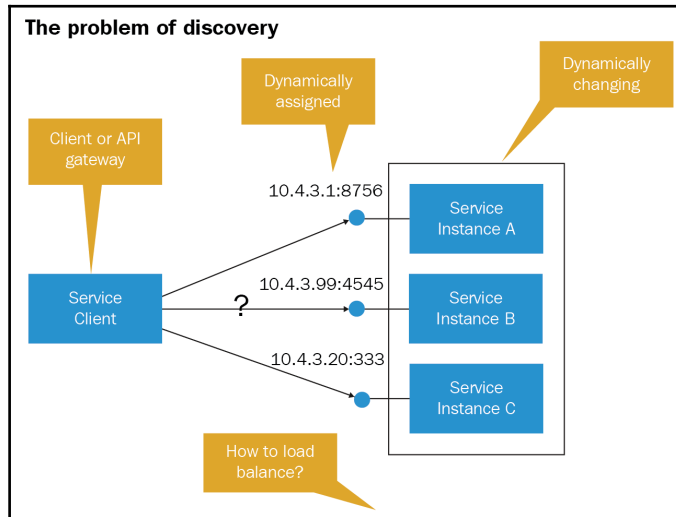 The problem of discovery
Dynamically
assigned
Dynamically
changing
Client or API
gateway
10.4.3.1:8756
Service
Instance A
Service
Client
?
10.4.3.99:4545
Service
Instance B
10.4.3.20:333
Service
Instance C
How to load
balance?